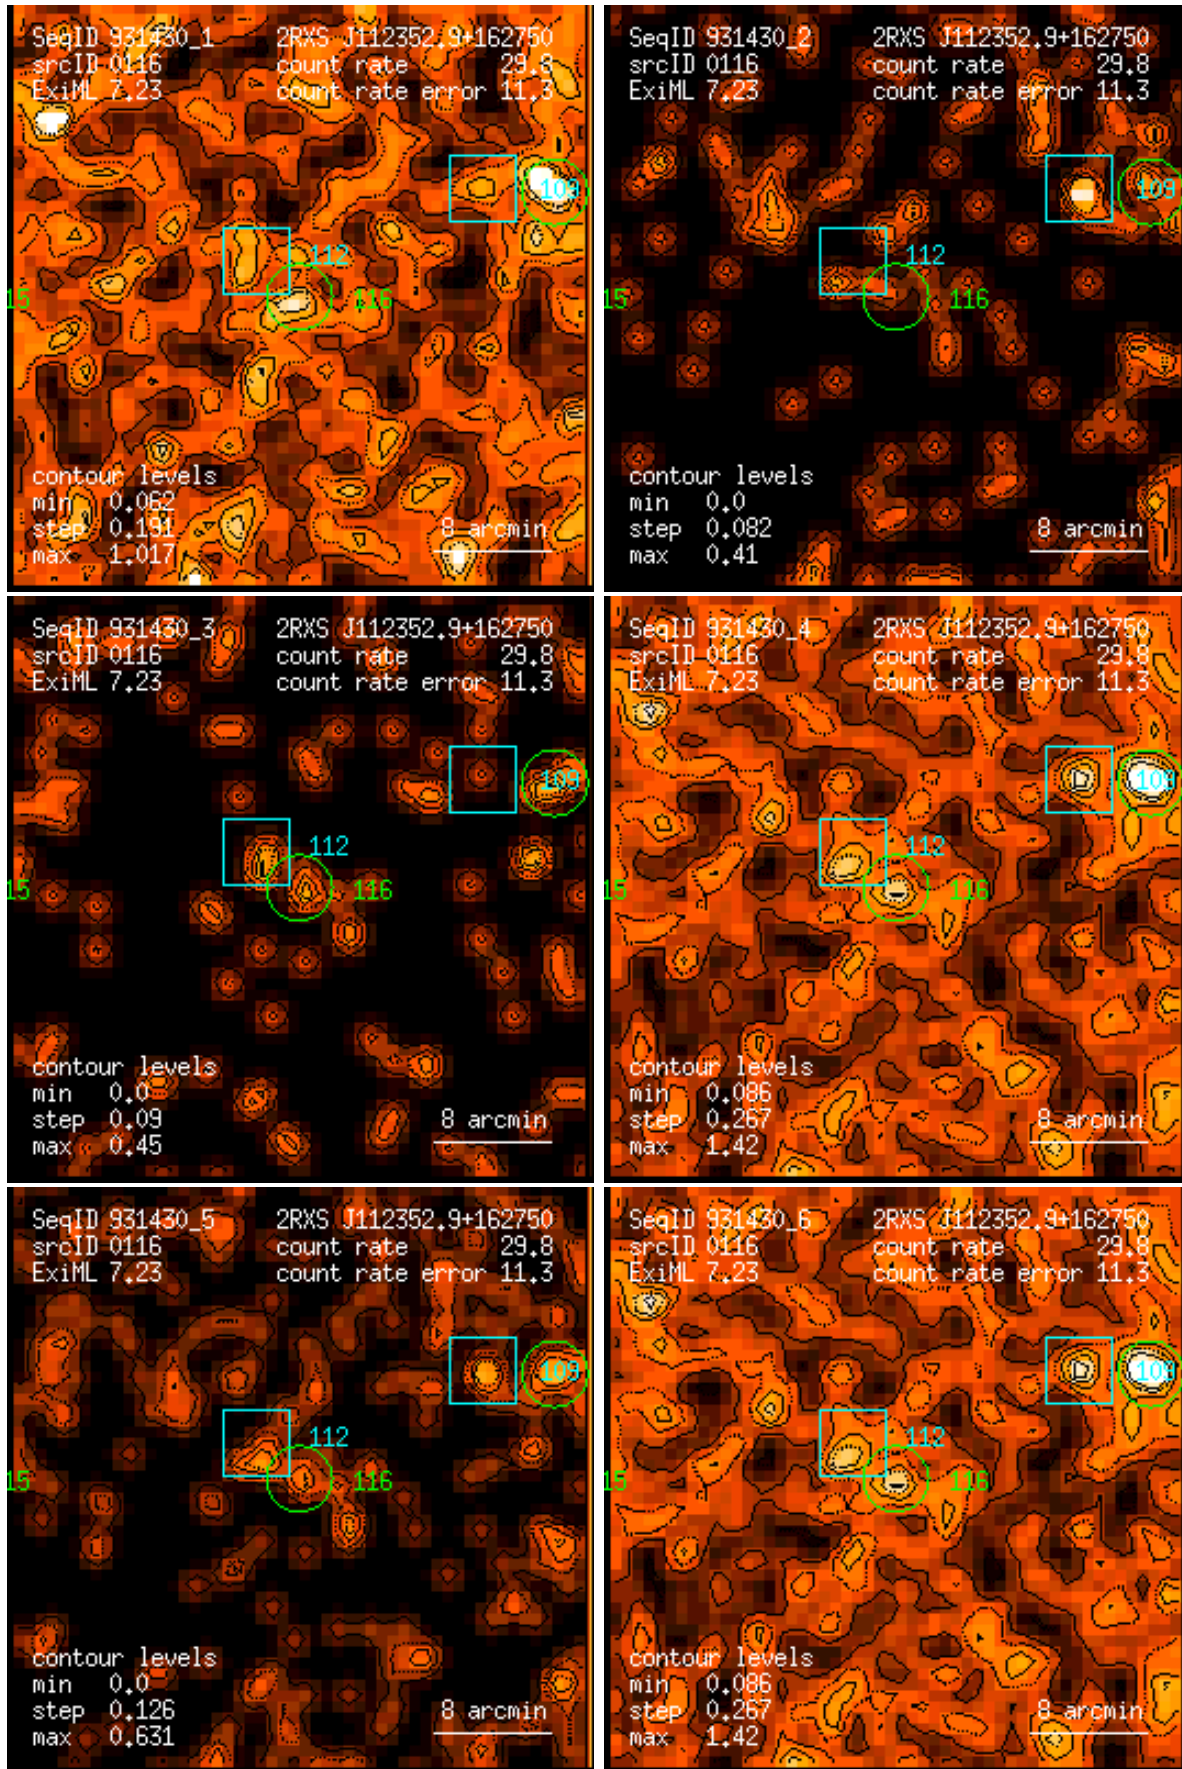 SeqID 931430_1 2RXS J112352.9+162750
srcID 0116 count rate 29.8
ExiML 7.23 count rate error 11.3
109
112
15 116
contour levels
min 0.062
step 0.191 8 arcmin
max 1.017
SeqID 931430_2 2RXS J112352.9+162750
srcID 0116 count rate 29.8
ExiML 7.23 count rate error 11.3
109
112
15 116
contour levels
min 0.0
step 0.082 8 arcmin
max 0.41
SeqID 931430_3 2RXS J112352.9+162750
srcID 0116 count rate 29.8
ExiML 7.23 count rate error 11.3
109
112
15 116
contour levels
min 0.0
step 0.09 8 arcmin
max 0.45
SeqID 931430_4 2RXS J112352.9+162750
srcID 0116 count rate 29.8
ExiML 7.23 count rate error 11.3
109
112
15 116
contour levels
min 0.086
step 0.267 8 arcmin
max 1.42
SeqID 931430_5 2RXS J112352.9+162750
srcID 0116 count rate 29.8
ExiML 7.23 count rate error 11.3
109
112
15 116
contour levels
min 0.0
step 0.126 8 arcmin
max 0.631
SeqID 931430_6 2RXS J112352.9+162750
srcID 0116 count rate 29.8
ExiML 7.23 count rate error 11.3
109
112
15 116
contour levels
min 0.086
step 0.267 8 arcmin
max 1.42